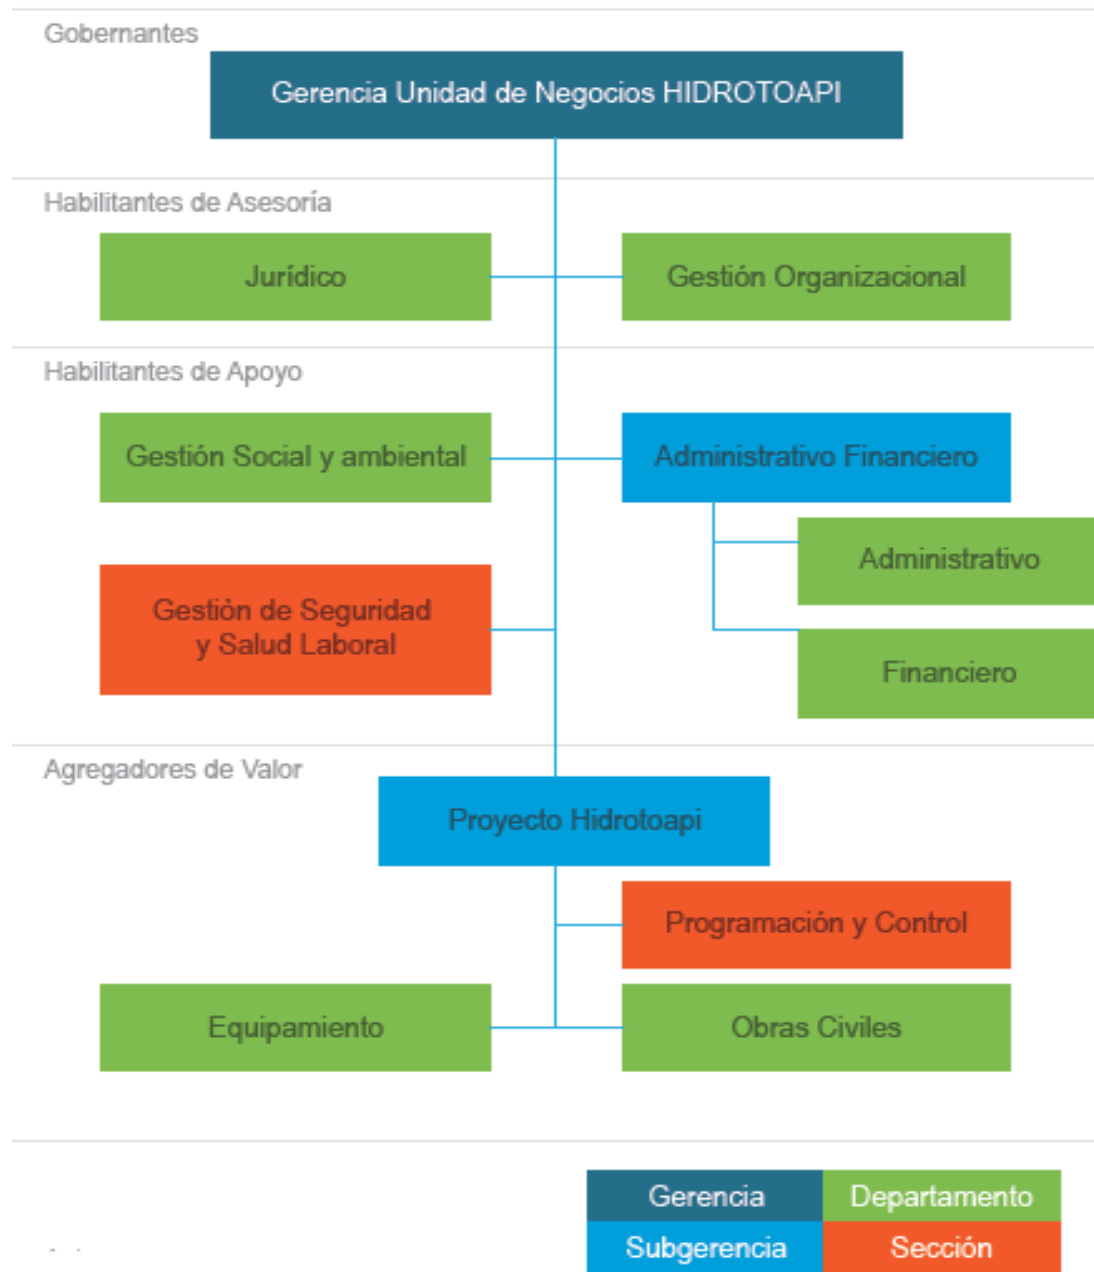 Gobernantes
Gerencia Unidad de Negocios HIDROTOAPI
Habilitantes de Asesoría
Jurídico
Gestión Organizacional
Habilitantes de Apoyo
Gestión Social y ambiental
Administrativo Financiero
Administrativo
Gestiòn de Seguridad
y Salud Laboral
Financiero
Agregadores de Valor
Proyecto Hidrotoapi
Programación y Control
Equipamiento
Obras Civiles
Gerencia
Departamento
Subgerencia
Sección